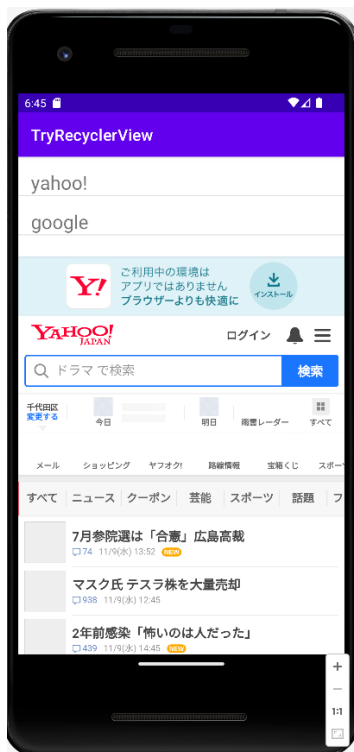 6:45
TryRecyclerView
yahoo!
google
Y!
ご利用中の環境は
アプリではありません
ブラウザーよりも快適に
インストール
YAHOO!
JAPAN
ログイン
ドラマ で検索
検索
千代田区
変更する
今日
明日
雨雲レーダー
すべて
メール ショッピング ヤフオク! 路線情報 宝箱くじ スポー
すべて ニュース クーポン 芸能 スポーツ 話題 フ
7月参院選は「合憲」広島高裁
74 11/9(水) 13:52 NEW
マスク氏 テスラ株を大量売却
938 11/9(水) 12:45
2年前感染「怖いのは人だった」
439 11/9(水) 14:45 NEW
1:1